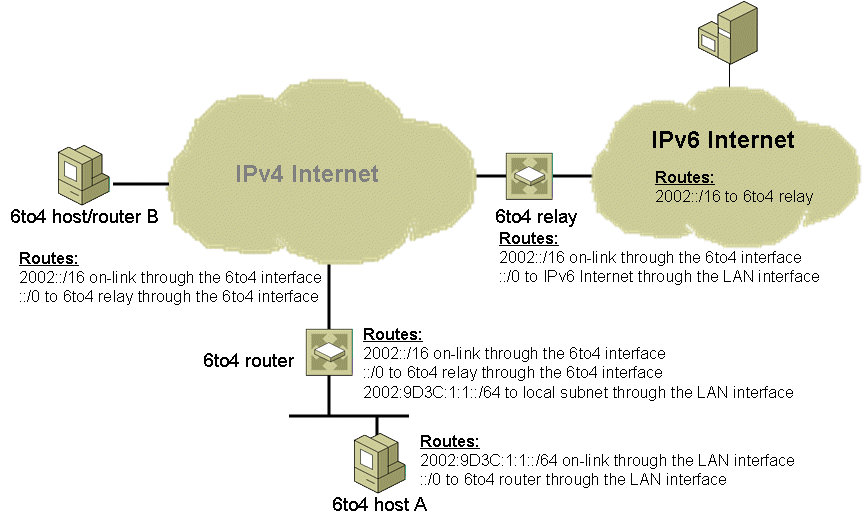 IPv6 Internet
Routes:
2002::/16 to 6to4 relay
IPv4 Internet
6to4 host/router B
Routes:
2002::/16 on-link through the 6to4 interface
::/0 to 6to4 relay through the 6to4 interface
6to4 relay
Routes:
2002::/16 on-link through the 6to4 interface
::/0 to IPv6 Internet through the LAN interface
6to4 router
Routes:
2002::/16 on-link through the 6to4 interface
::/0 to 6to4 relay through the 6to4 interface
2002:9D3C:1:1::/64 to local subnet through the LAN interface
Routes:
2002:9D3C:1:1::/64 on-link through the LAN interface
::/0 to 6to4 router through the LAN interface
6to4 host A